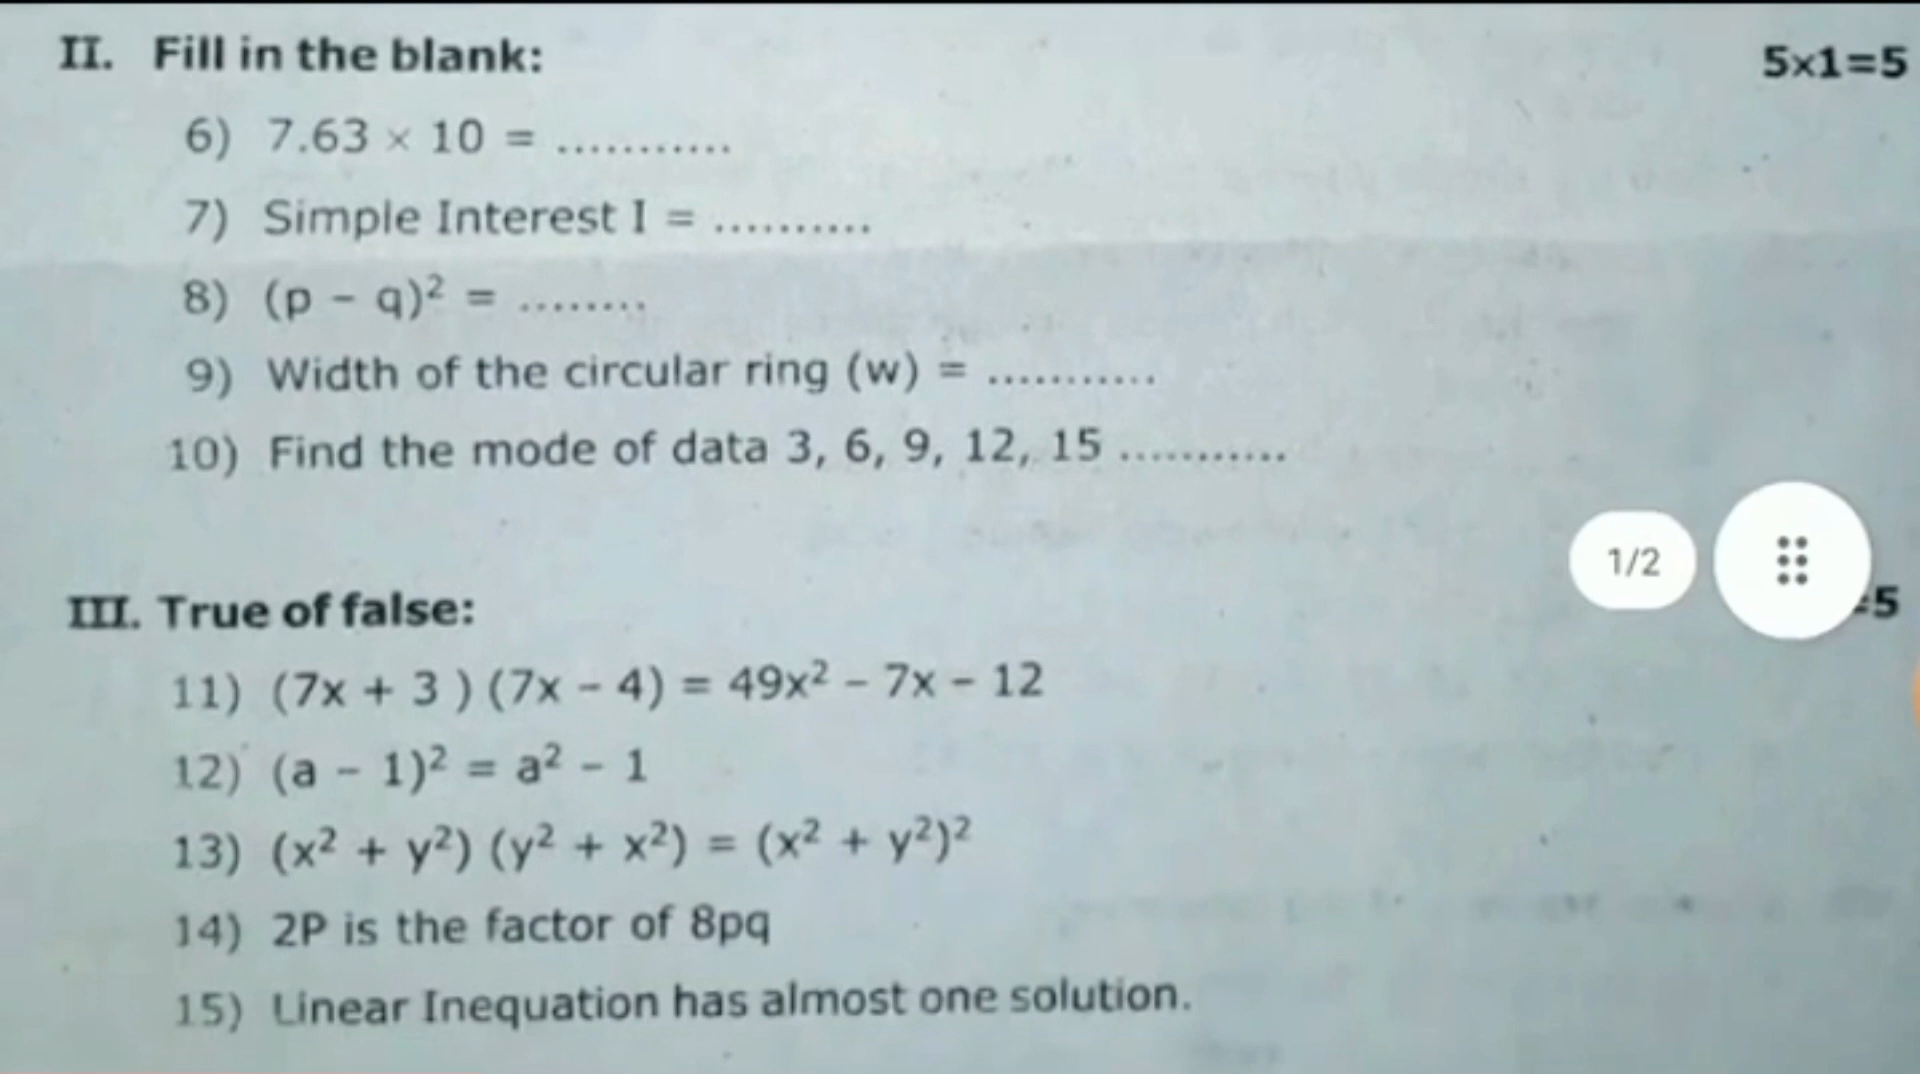 II. Fill in the blank: 5×1=5
6) 7.63 × 10 = ...........
7) Simple Interest I = ..........
8) (p – q)² = ........
9) Width of the circular ring (w) = ...........
10) Find the mode of data 3, 6, 9, 12, 15 ...........
1/2
III. True of false: =5
11) (7x + 3 ) (7x – 4) = 49x² – 7x – 12
12) (a – 1)² = a² – 1
13) (x² + y²) (y² + x²) = (x² + y²)²
14) 2P is the factor of 8pq
15) Linear Inequation has almost one solution.